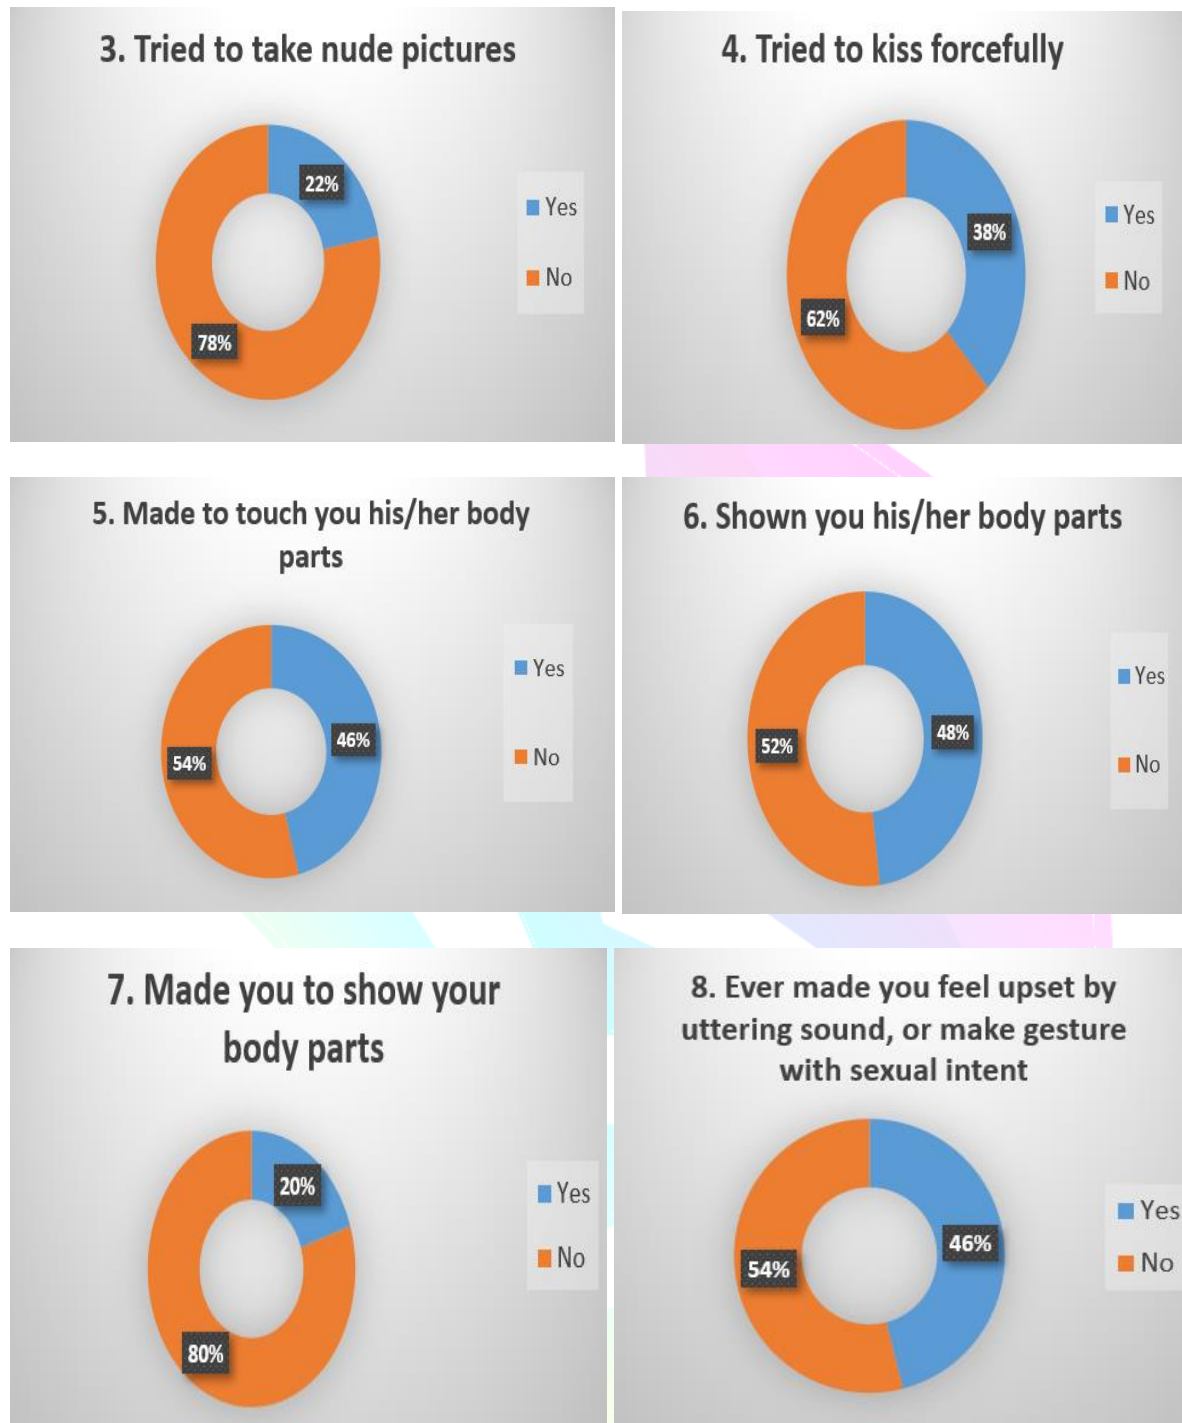 3. Tried to take nude pictures
22%
78%
Yes
No
4. Tried to kiss forcefully
38%
62%
Yes
No
5. Made to touch you his/her body
parts
46%
54%
Yes
No
6. Shown you his/her body parts
48%
52%
Yes
No
7. Made you to show your
body parts
20%
80%
Yes
No
8. Ever made you feel upset by
uttering sound, or make gesture
with sexual intent
46%
54%
Yes
No